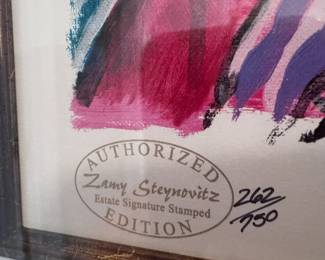 AUTHORIZED
Zamy Steynovitz
Estate Signature Stamped
EDITION
262/750